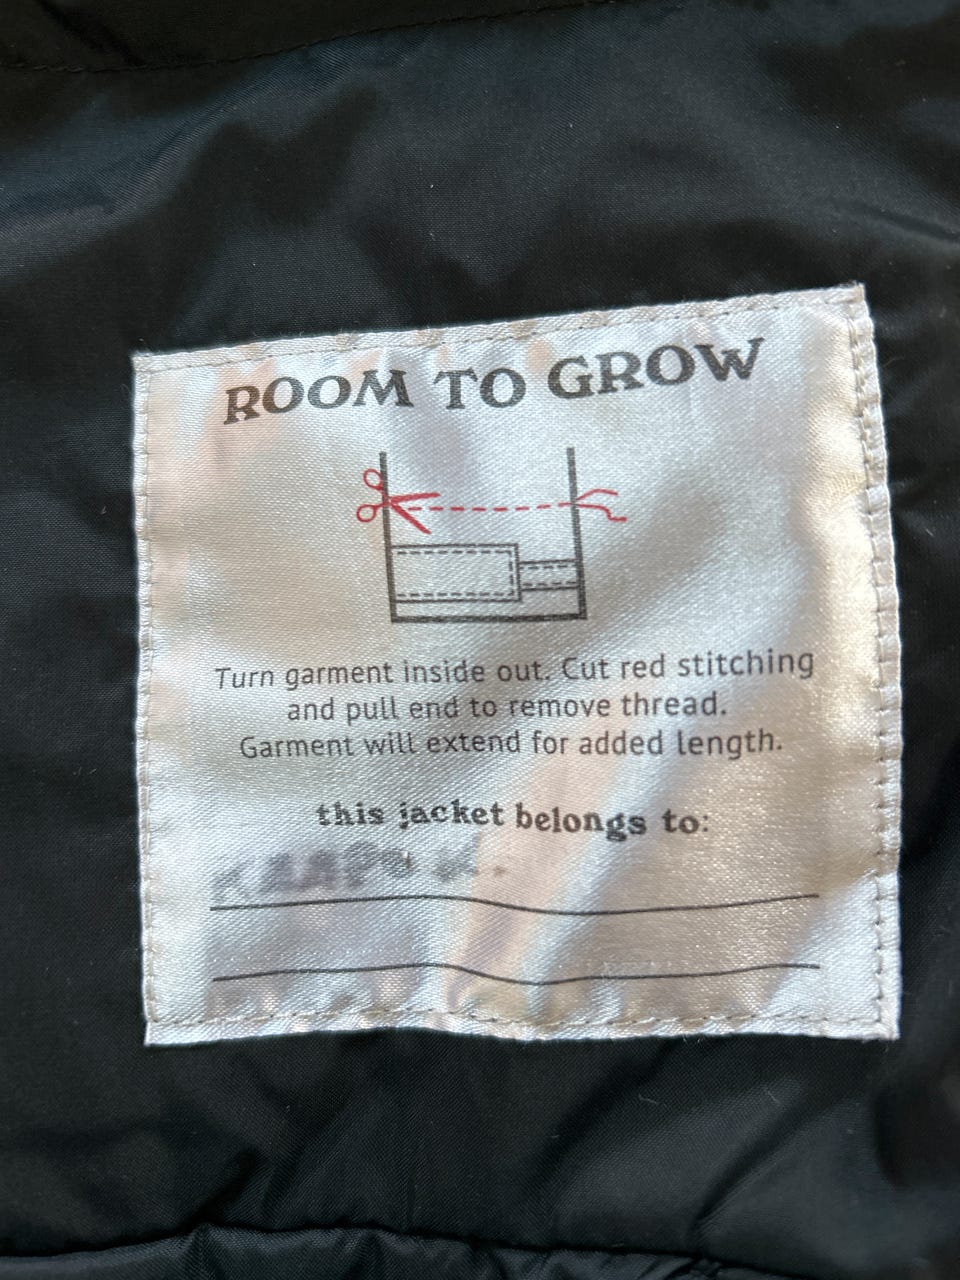 ROOM TO GROW
Turn garment inside out. Cut red stitching
and pull end to remove thread.
Garment will extend for added length.
this jacket belongs to: